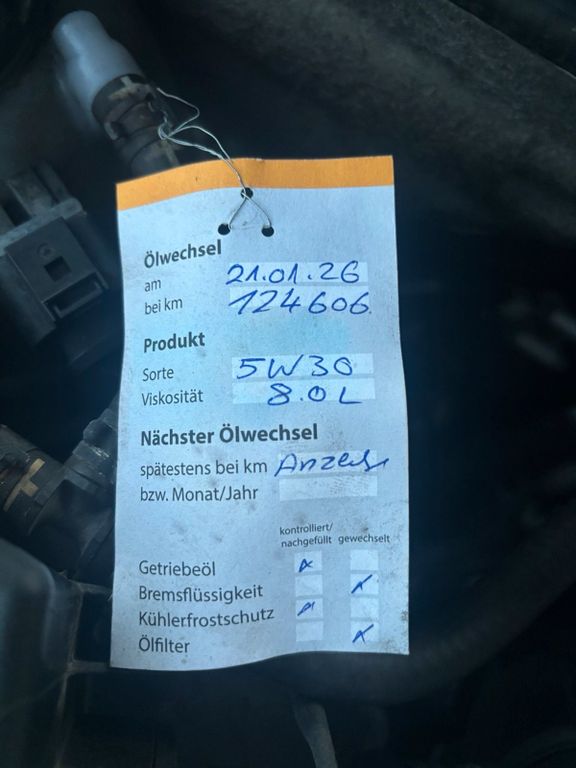 Ölwechsel
am 21.01.26
bei km 124606
Produkt
Sorte 5W30
Viskosität 8.0L
Nächster Ölwechsel
spätestens bei km
bzw. Monat/Jahr
kontrolliert/
nachgefüllt gewechselt
Getriebeöl x
Bremsflüssigkeit x
Kühlerfrostschutz x
Ölfilter x